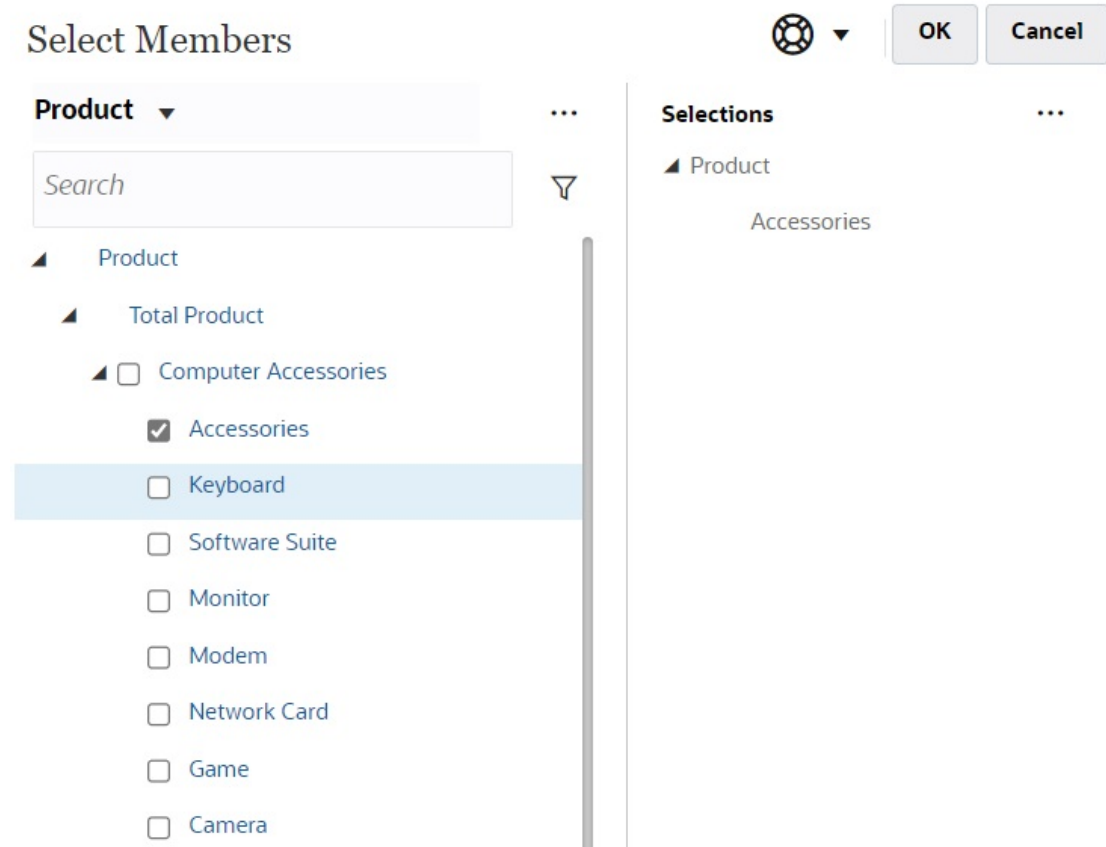 Select Members
OK
Cancel
Product
...
Search
Product
Total Product
Computer Accessories
Accessories
Keyboard
Software Suite
Monitor
Modem
Network Card
Game
Camera
Selections
...
Product
Accessories